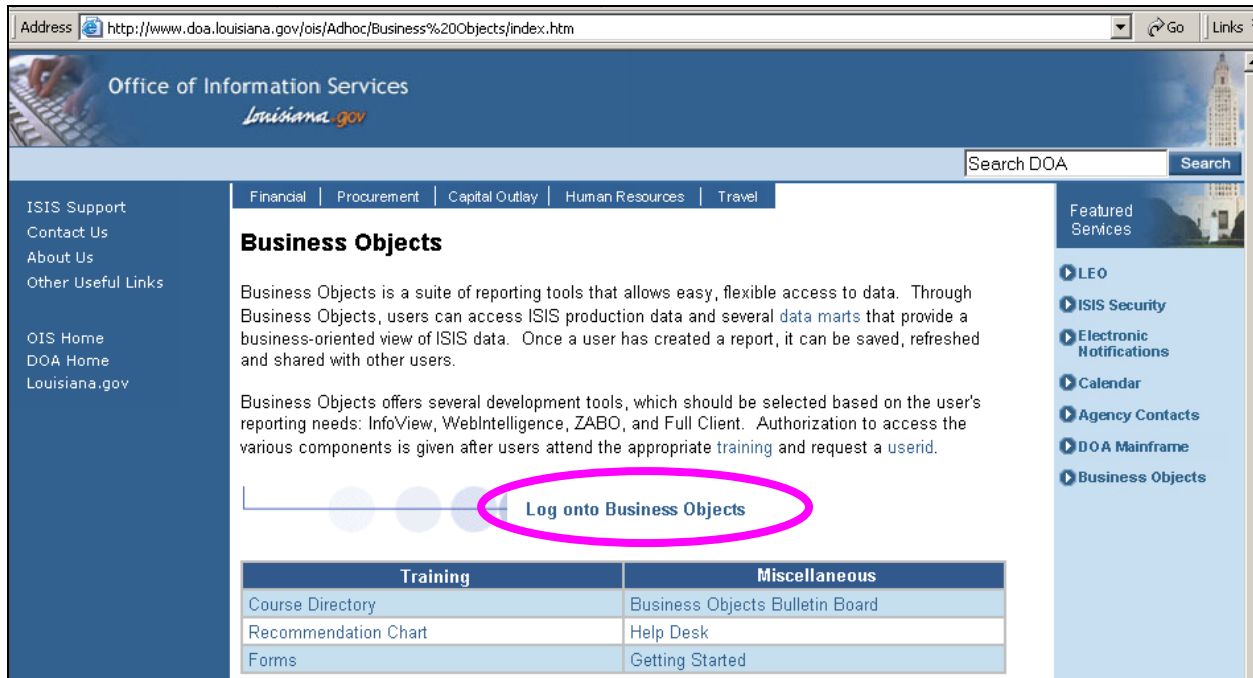 Address http://www.doa.louisiana.gov/ois/Adhoc/Business%20Objects/index.htm Go Links
Office of Information Services
Louisiana.gov
Search DOA Search
ISIS Support
Contact Us
About Us
Other Useful Links
OIS Home
DOA Home
Louisiana.gov
Financial | Procurement | Capital Outlay | Human Resources | Travel
Business Objects
Business Objects is a suite of reporting tools that allows easy, flexible access to data. Through
Business Objects, users can access ISIS production data and several data marts that provide a
business-oriented view of ISIS data. Once a user has created a report, it can be saved, refreshed
and shared with other users.
Business Objects offers several development tools, which should be selected based on the user's
reporting needs: InfoView, WebIntelligence, ZABO, and Full Client. Authorization to access the
various components is given after users attend the appropriate training and request a userid.
Log onto Business Objects
Training Miscellaneous
Course Directory Business Objects Bulletin Board
Recommendation Chart Help Desk
Forms Getting Started
Featured
Services
LEO
ISIS Security
Electronic
Notifications
Calendar
Agency Contacts
DOA Mainframe
Business Objects